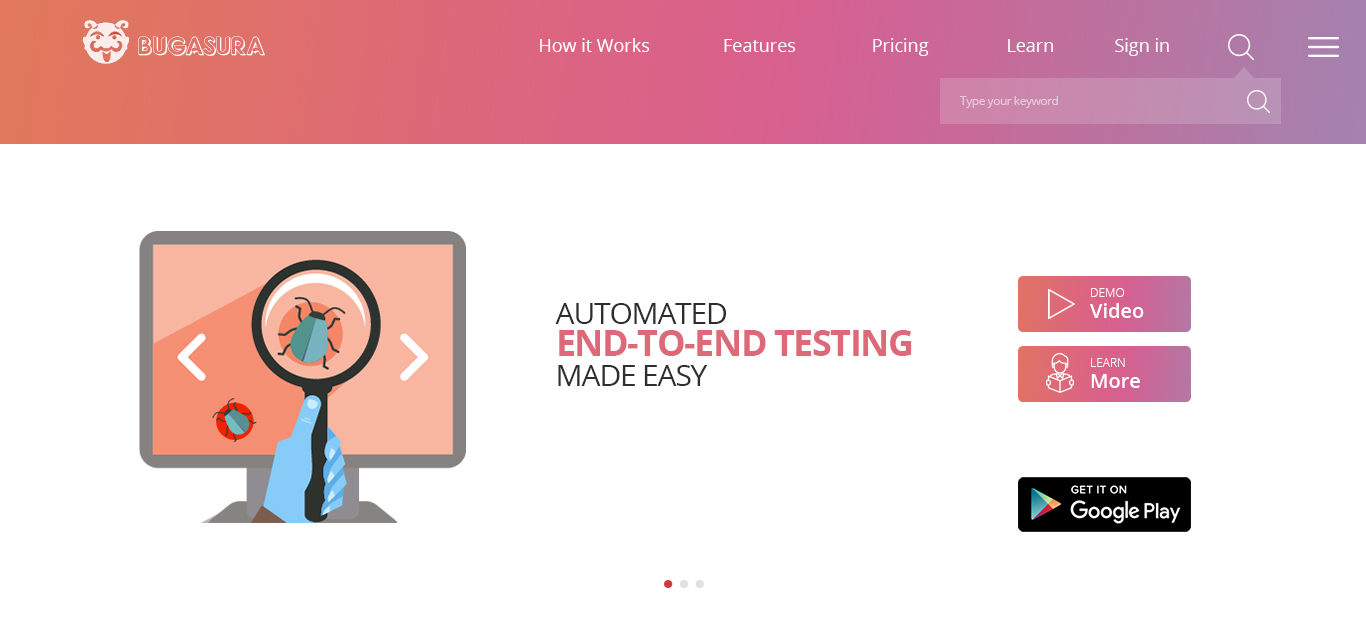 BUGASURA
How it Works
Features
Pricing
Learn
Sign in
Type your keyword
AUTOMATED
END-TO-END TESTING
MADE EASY
DEMO
Video
LEARN
More
GET IT ON
Google Play